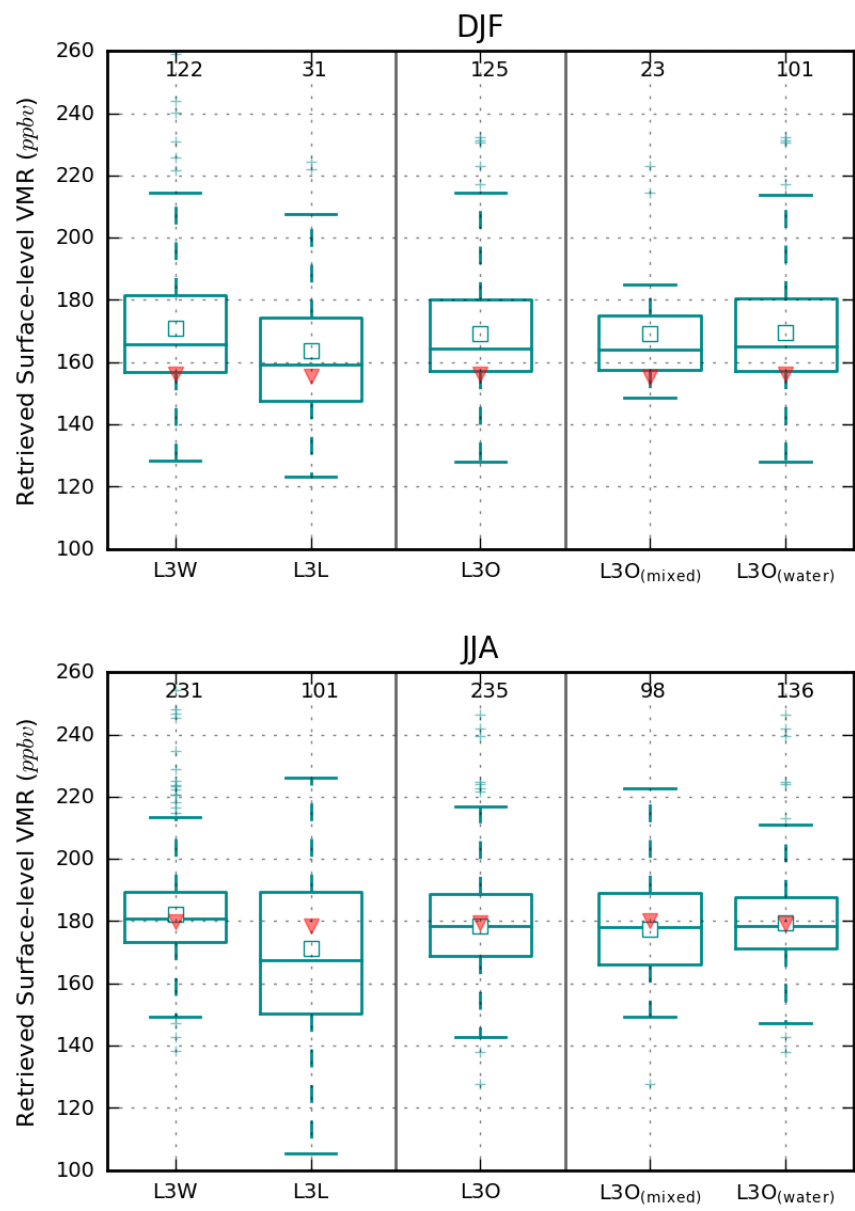 DJF
260
240
220
200
180
160
140
120
100
Retrieved Surface-level VMR (ppbv)
122 31 125 23 101
L3W L3L L3O L3O(mixed) L3O(water)
JJA
260
240
220
200
180
160
140
120
100
Retrieved Surface-level VMR (ppbv)
231 101 235 98 136
L3W L3L L3O L3O(mixed) L3O(water)